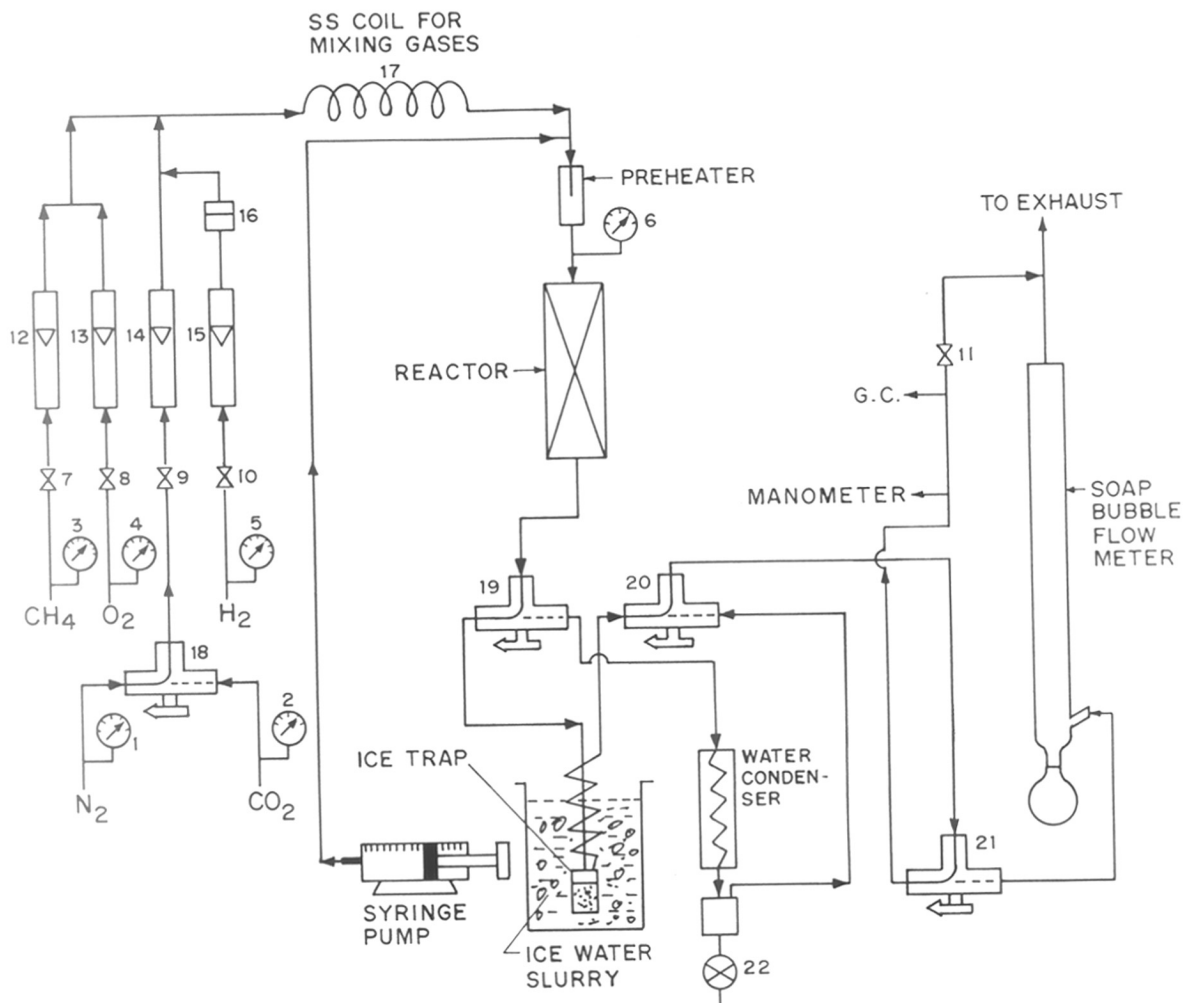 SS COIL FOR
MIXING GASES
17
PREHEATER
16
6
TO EXHAUST
12
13
14
15
REACTOR
11
G.C.
MANOMETER
SOAP
BUBBLE
FLOW
METER
7
8
9
10
3
4
5
CH4
O2
H2
19
20
18
1
2
N2
CO2
ICE TRAP
WATER
CONDEN-
SER
21
SYRINGE
PUMP
ICE WATER
SLURRY
22